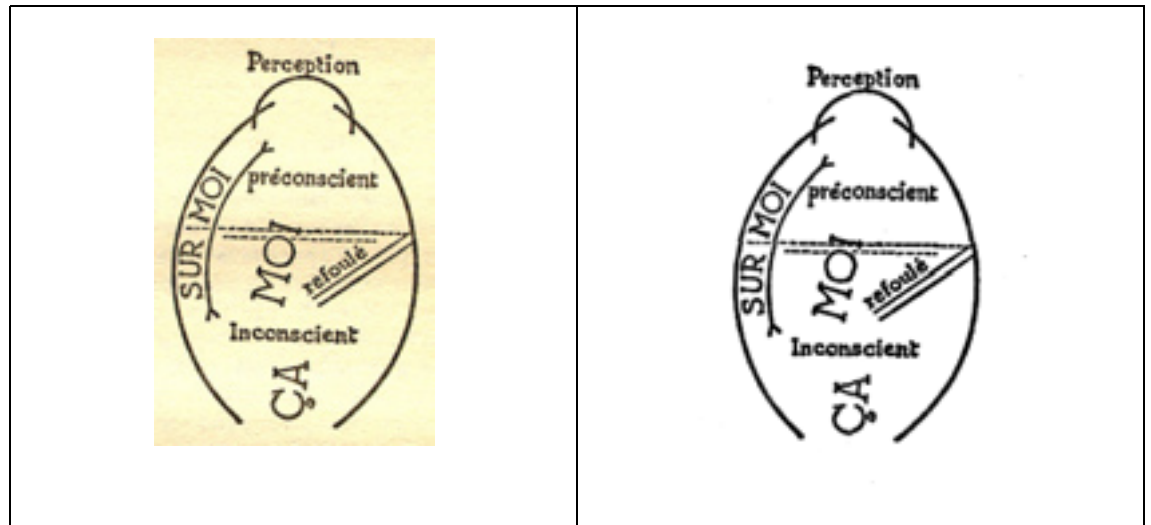 Perception
préconscient
SUR MOI
MOI
refoulé
Inconscient
ÇA
Perception
préconscient
SUR MOI
MOI
refoulé
Inconscient
ÇA